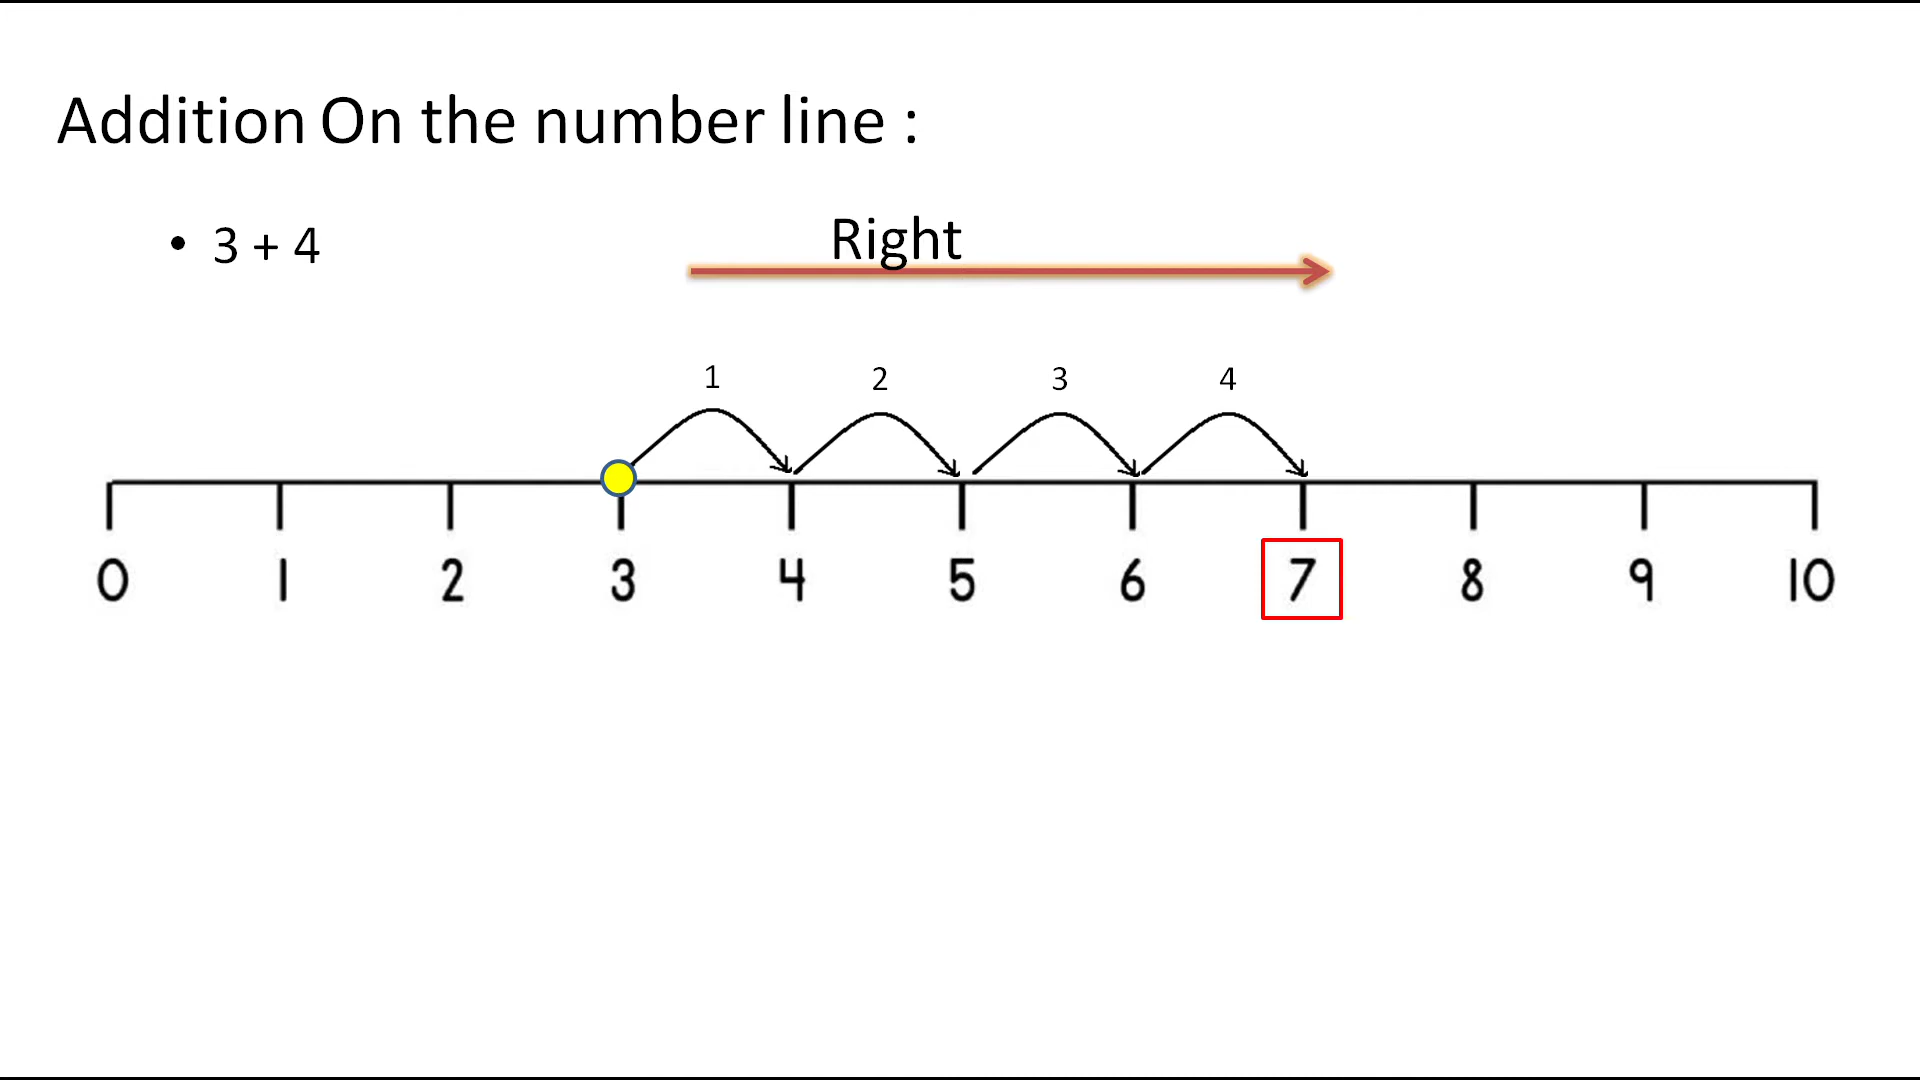 Addition On the number line :
• 3 + 4
Right
1 2 3 4
0 1 2 3 4 5 6 7 8 9 10